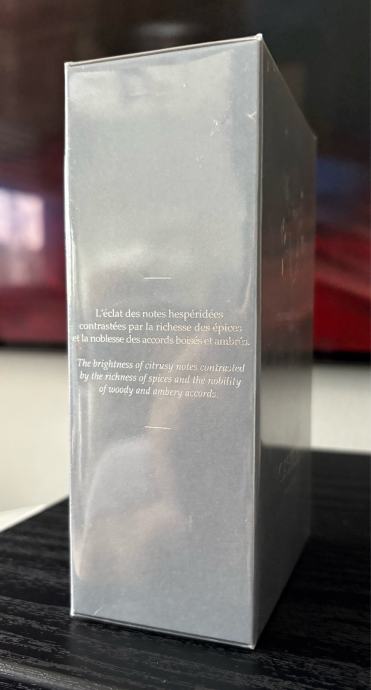 L'éclat des notes hespéridées
contrastées par la richesse des épices
et la noblesse des accords boisés et ambrés.
The brightness of citrusy notes contrasted
by the richness of spices and the nobility
of woody and ambery accords.